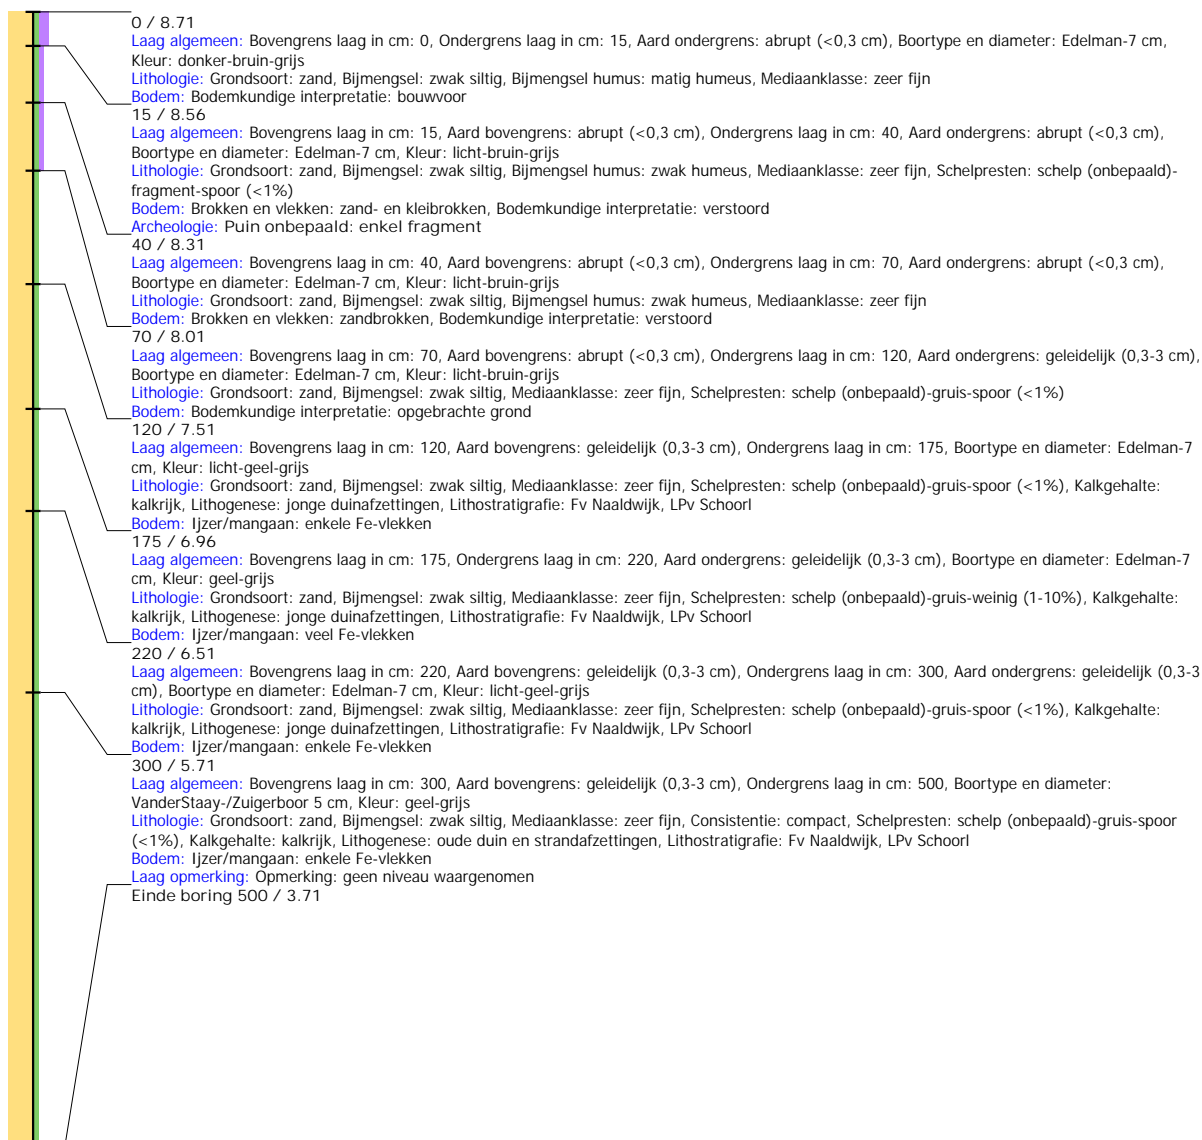 0 / 8.71
Laag algemeen: Bovengrens laag in cm: 0, Ondergrens laag in cm: 15, Aard ondergrens: abrupt (<0,3 cm), Boortype en diameter: Edelman-7 cm,
Kleur: donker-bruin-grijs
Lithologie: Grondsoort: zand, Bijmengsel: zwak siltig, Bijmengsel humus: matig humeus, Mediaanklasse: zeer fijn
Bodem: Bodemkundige interpretatie: bouwvoor
15 / 8.56
Laag algemeen: Bovengrens laag in cm: 15, Aard bovengrens: abrupt (<0,3 cm), Ondergrens laag in cm: 40, Aard ondergrens: abrupt (<0,3 cm),
Boortype en diameter: Edelman-7 cm, Kleur: licht-bruin-grijs
Lithologie: Grondsoort: zand, Bijmengsel: zwak siltig, Bijmengsel humus: zwak humeus, Mediaanklasse: zeer fijn, Schelpresten: schelp (onbepaald)-
fragment-spoor (<1%)
Bodem: Brokken en vlekken: zand- en kleibrokken, Bodemkundige interpretatie: verstoord
Archeologie: Puin onbepaald: enkel fragment
40 / 8.31
Laag algemeen: Bovengrens laag in cm: 40, Aard bovengrens: abrupt (<0,3 cm), Ondergrens laag in cm: 70, Aard ondergrens: abrupt (<0,3 cm),
Boortype en diameter: Edelman-7 cm, Kleur: licht-bruin-grijs
Lithologie: Grondsoort: zand, Bijmengsel: zwak siltig, Bijmengsel humus: zwak humeus, Mediaanklasse: zeer fijn
Bodem: Brokken en vlekken: zandbrokken, Bodemkundige interpretatie: verstoord
70 / 8.01
Laag algemeen: Bovengrens laag in cm: 70, Aard bovengrens: abrupt (<0,3 cm), Ondergrens laag in cm: 120, Aard ondergrens: geleidelijk (0,3-3 cm),
Boortype en diameter: Edelman-7 cm, Kleur: licht-bruin-grijs
Lithologie: Grondsoort: zand, Bijmengsel: zwak siltig, Mediaanklasse: zeer fijn, Schelpresten: schelp (onbepaald)-gruis-spoor (<1%)
Bodem: Bodemkundige interpretatie: opgebrachte grond
120 / 7.51
Laag algemeen: Bovengrens laag in cm: 120, Aard bovengrens: geleidelijk (0,3-3 cm), Ondergrens laag in cm: 175, Boortype en diameter: Edelman-7
cm, Kleur: licht-geel-grijs
Lithologie: Grondsoort: zand, Bijmengsel: zwak siltig, Mediaanklasse: zeer fijn, Schelpresten: schelp (onbepaald)-gruis-spoor (<1%), Kalkgehalte:
kalkrijk, Lithogenese: jonge duinafzettingen, Lithostratigrafie: Fv Naaldwijk, LPv Schoorl
Bodem: Ijzer/mangaan: enkele Fe-vlekken
175 / 6.96
Laag algemeen: Bovengrens laag in cm: 175, Ondergrens laag in cm: 220, Aard ondergrens: geleidelijk (0,3-3 cm), Boortype en diameter: Edelman-7
cm, Kleur: geel-grijs
Lithologie: Grondsoort: zand, Bijmengsel: zwak siltig, Mediaanklasse: zeer fijn, Schelpresten: schelp (onbepaald)-gruis-weinig (1-10%), Kalkgehalte:
kalkrijk, Lithogenese: jonge duinafzettingen, Lithostratigrafie: Fv Naaldwijk, LPv Schoorl
Bodem: Ijzer/mangaan: veel Fe-vlekken
220 / 6.51
Laag algemeen: Bovengrens laag in cm: 220, Aard bovengrens: geleidelijk (0,3-3 cm), Ondergrens laag in cm: 300, Aard ondergrens: geleidelijk (0,3-3
cm), Boortype en diameter: Edelman-7 cm, Kleur: licht-geel-grijs
Lithologie: Grondsoort: zand, Bijmengsel: zwak siltig, Mediaanklasse: zeer fijn, Schelpresten: schelp (onbepaald)-gruis-spoor (<1%), Kalkgehalte:
kalkrijk, Lithogenese: jonge duinafzettingen, Lithostratigrafie: Fv Naaldwijk, LPv Schoorl
Bodem: Ijzer/mangaan: enkele Fe-vlekken
300 / 5.71
Laag algemeen: Bovengrens laag in cm: 300, Aard bovengrens: geleidelijk (0,3-3 cm), Ondergrens laag in cm: 500, Boortype en diameter:
VanderStaay-/Zuigerboor 5 cm, Kleur: geel-grijs
Lithologie: Grondsoort: zand, Bijmengsel: zwak siltig, Mediaanklasse: zeer fijn, Consistentie: compact, Schelpresten: schelp (onbepaald)-gruis-spoor
(<1%), Kalkgehalte: kalkrijk, Lithogenese: oude duin en strandafzettingen, Lithostratigrafie: Fv Naaldwijk, LPv Schoorl
Bodem: Ijzer/mangaan: enkele Fe-vlekken
Laag opmerking: Opmerking: geen niveau waargenomen
Einde boring 500 / 3.71